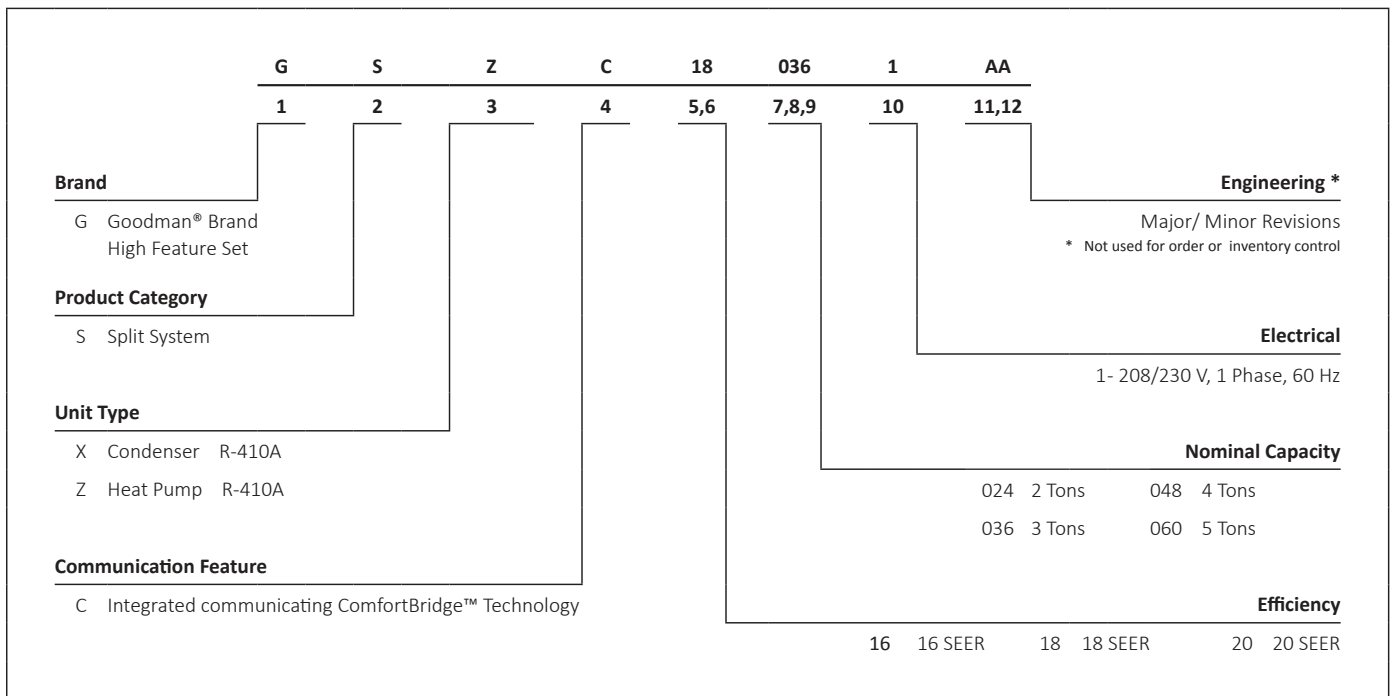 G S Z C 18 036 1 AA
1 2 3 4 5,6 7,8,9 10 11,12
Brand
G Goodman® Brand
High Feature Set
Product Category
S Split System
Unit Type
X Condenser R-410A
Z Heat Pump R-410A
Communication Feature
C Integrated communicating ComfortBridge™ Technology
Engineering *
Major/ Minor Revisions
* Not used for order or inventory control
Electrical
1- 208/230 V, 1 Phase, 60 Hz
Nominal Capacity
024 2 Tons 048 4 Tons
036 3 Tons 060 5 Tons
Efficiency
16 16 SEER 18 18 SEER 20 20 SEER